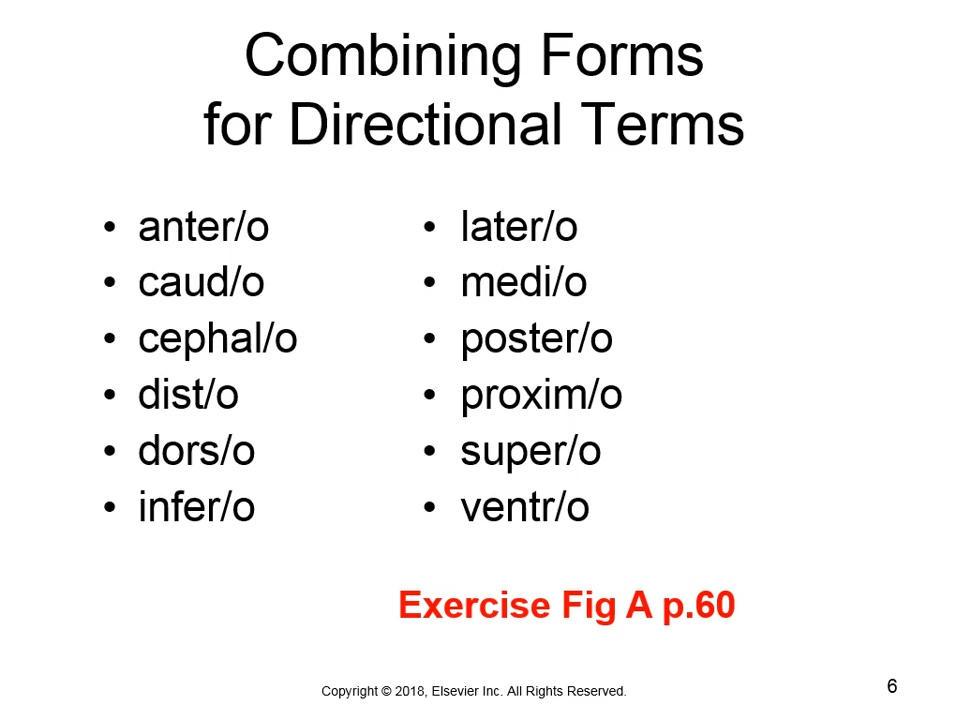 Combining Forms
for Directional Terms
• anter/o
• caud/o
• cephal/o
• dist/o
• dors/o
• infer/o
• later/o
• medi/o
• poster/o
• proxim/o
• super/o
• ventr/o
Exercise Fig A p.60
Copyright © 2018, Elsevier Inc. All Rights Reserved.
6